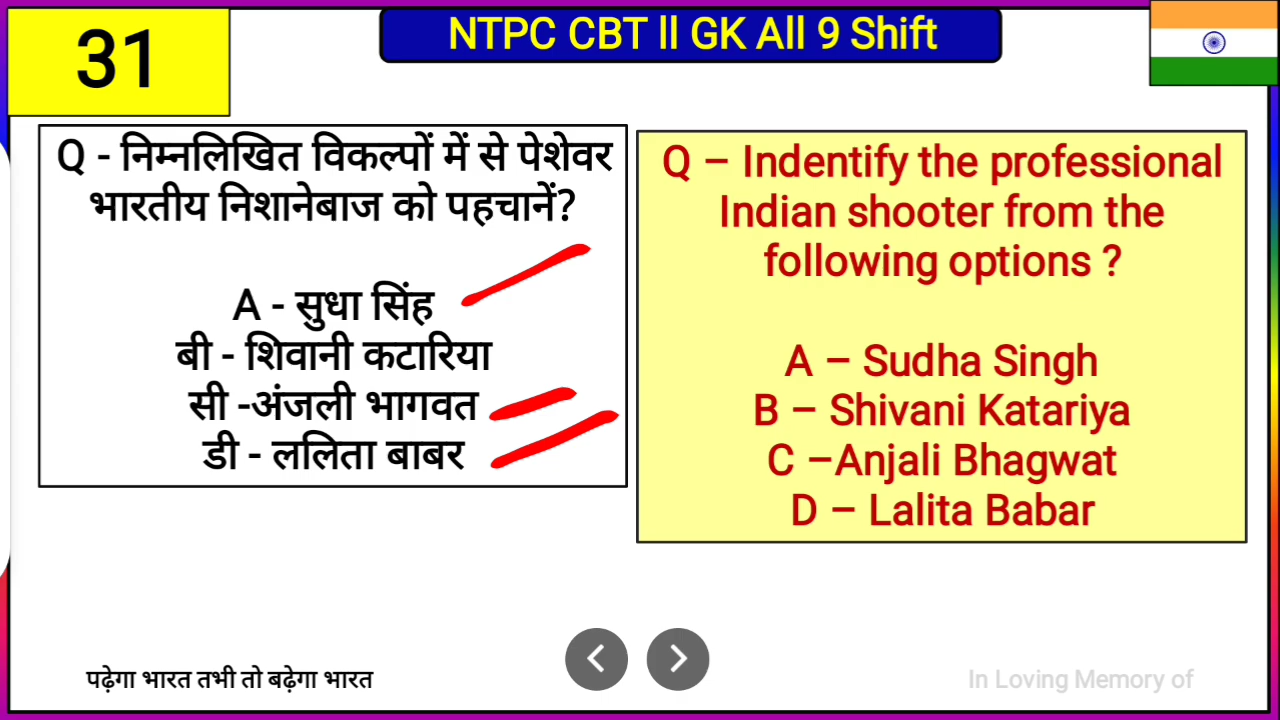 31
NTPC CBT ll GK All 9 Shift
Q - निम्नलिखित विकल्पों में से पेशेवर
भारतीय निशानेबाज को पहचानें?
A - सुधा सिंह
बी - शिवानी कटारिया
सी -अंजली भागवत
डी - ललिता बाबर
Q – Indentify the professional
Indian shooter from the
following options ?
A – Sudha Singh
B – Shivani Katariya
C –Anjali Bhagwat
D – Lalita Babar
पढ़ेगा भारत तभी तो बढ़ेगा भारत
In Loving Memory of